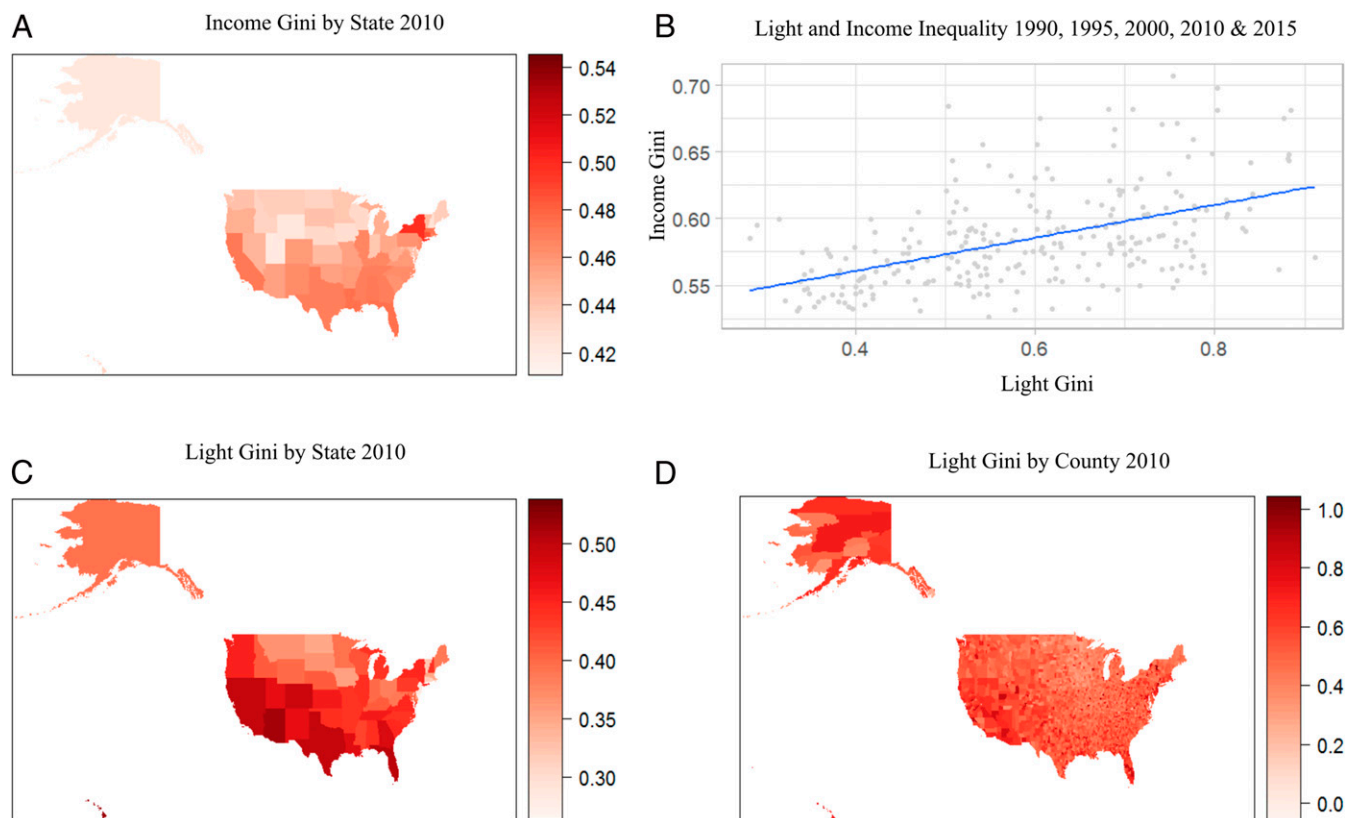 A
Income Gini by State 2010
0.54
0.52
0.50
0.48
0.46
0.44
0.42
B
Light and Income Inequality 1990, 1995, 2000, 2010 & 2015
Income Gini
0.70
0.65
0.60
0.55
0.4 0.6 0.8
Light Gini
C
Light Gini by State 2010
0.50
0.45
0.40
0.35
0.30
D
Light Gini by County 2010
1.0
0.8
0.6
0.4
0.2
0.0